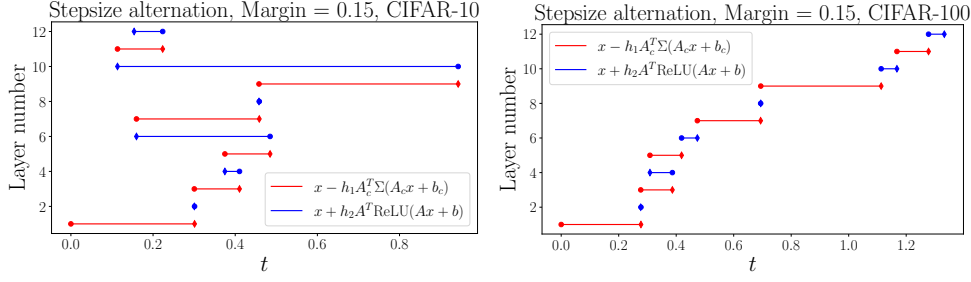 Stepsize alternation, Margin = 0.15, CIFAR-10
Layer number
12
10
8
6
4
2
x − h₁A_c^TΣ(A_cx + b_c)
x + h₂A^TReLU(Ax + b)
0.0 0.2 0.4 0.6 0.8
t
Stepsize alternation, Margin = 0.15, CIFAR-100
Layer number
12
10
8
6
4
2
x − h₁A_c^TΣ(A_cx + b_c)
x + h₂A^TReLU(Ax + b)
0.0 0.2 0.4 0.6 0.8 1.0 1.2
t